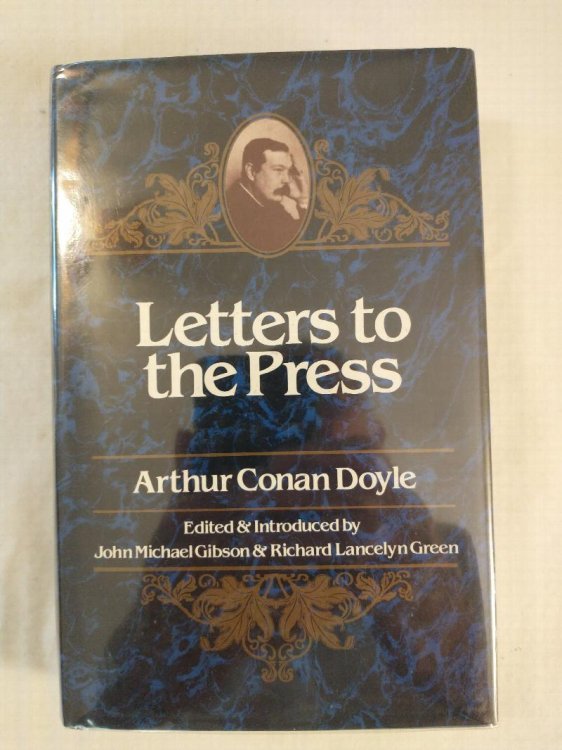 Letters to
the Press
Arthur Conan Doyle
Edited & Introduced by
John Michael Gibson & Richard Lancelyn Green